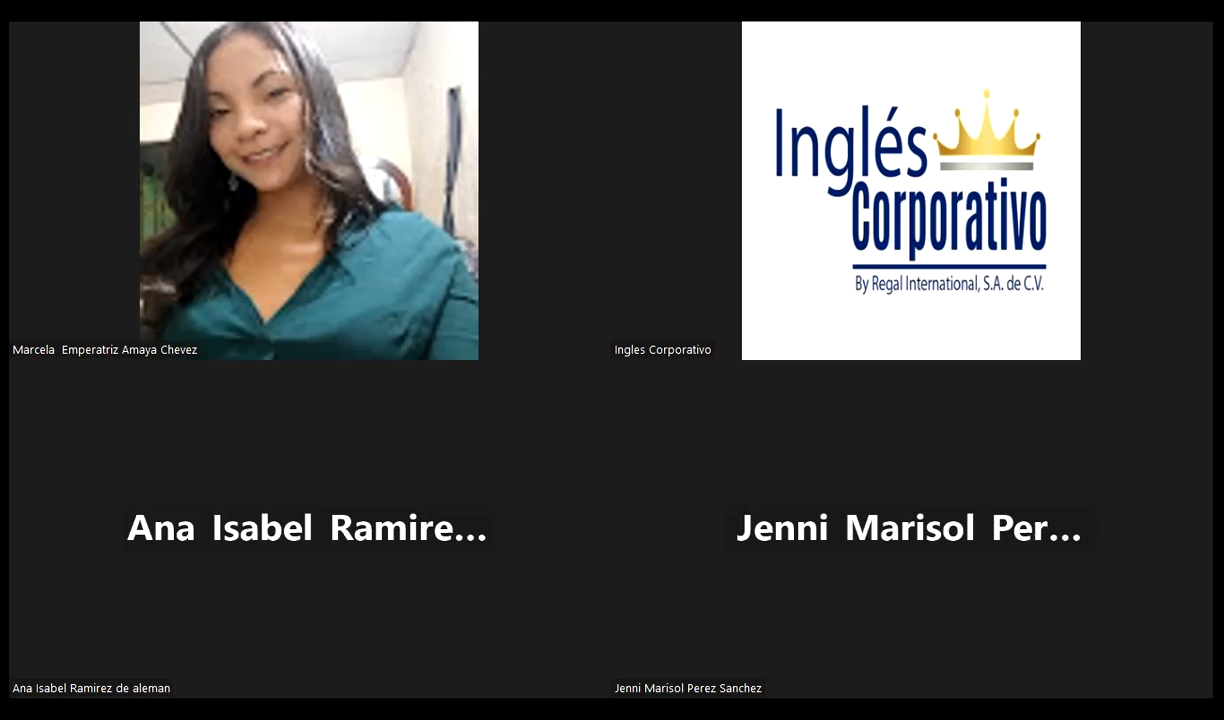 Inglés
Corporativo
By Regal International, S.A. de C.V.
Marcela  Emperatriz Amaya Chevez
Ingles Corporativo
Ana Isabel Ramire...
Jenni Marisol Per...
Ana Isabel Ramirez de aleman
Jenni Marisol Perez Sanchez